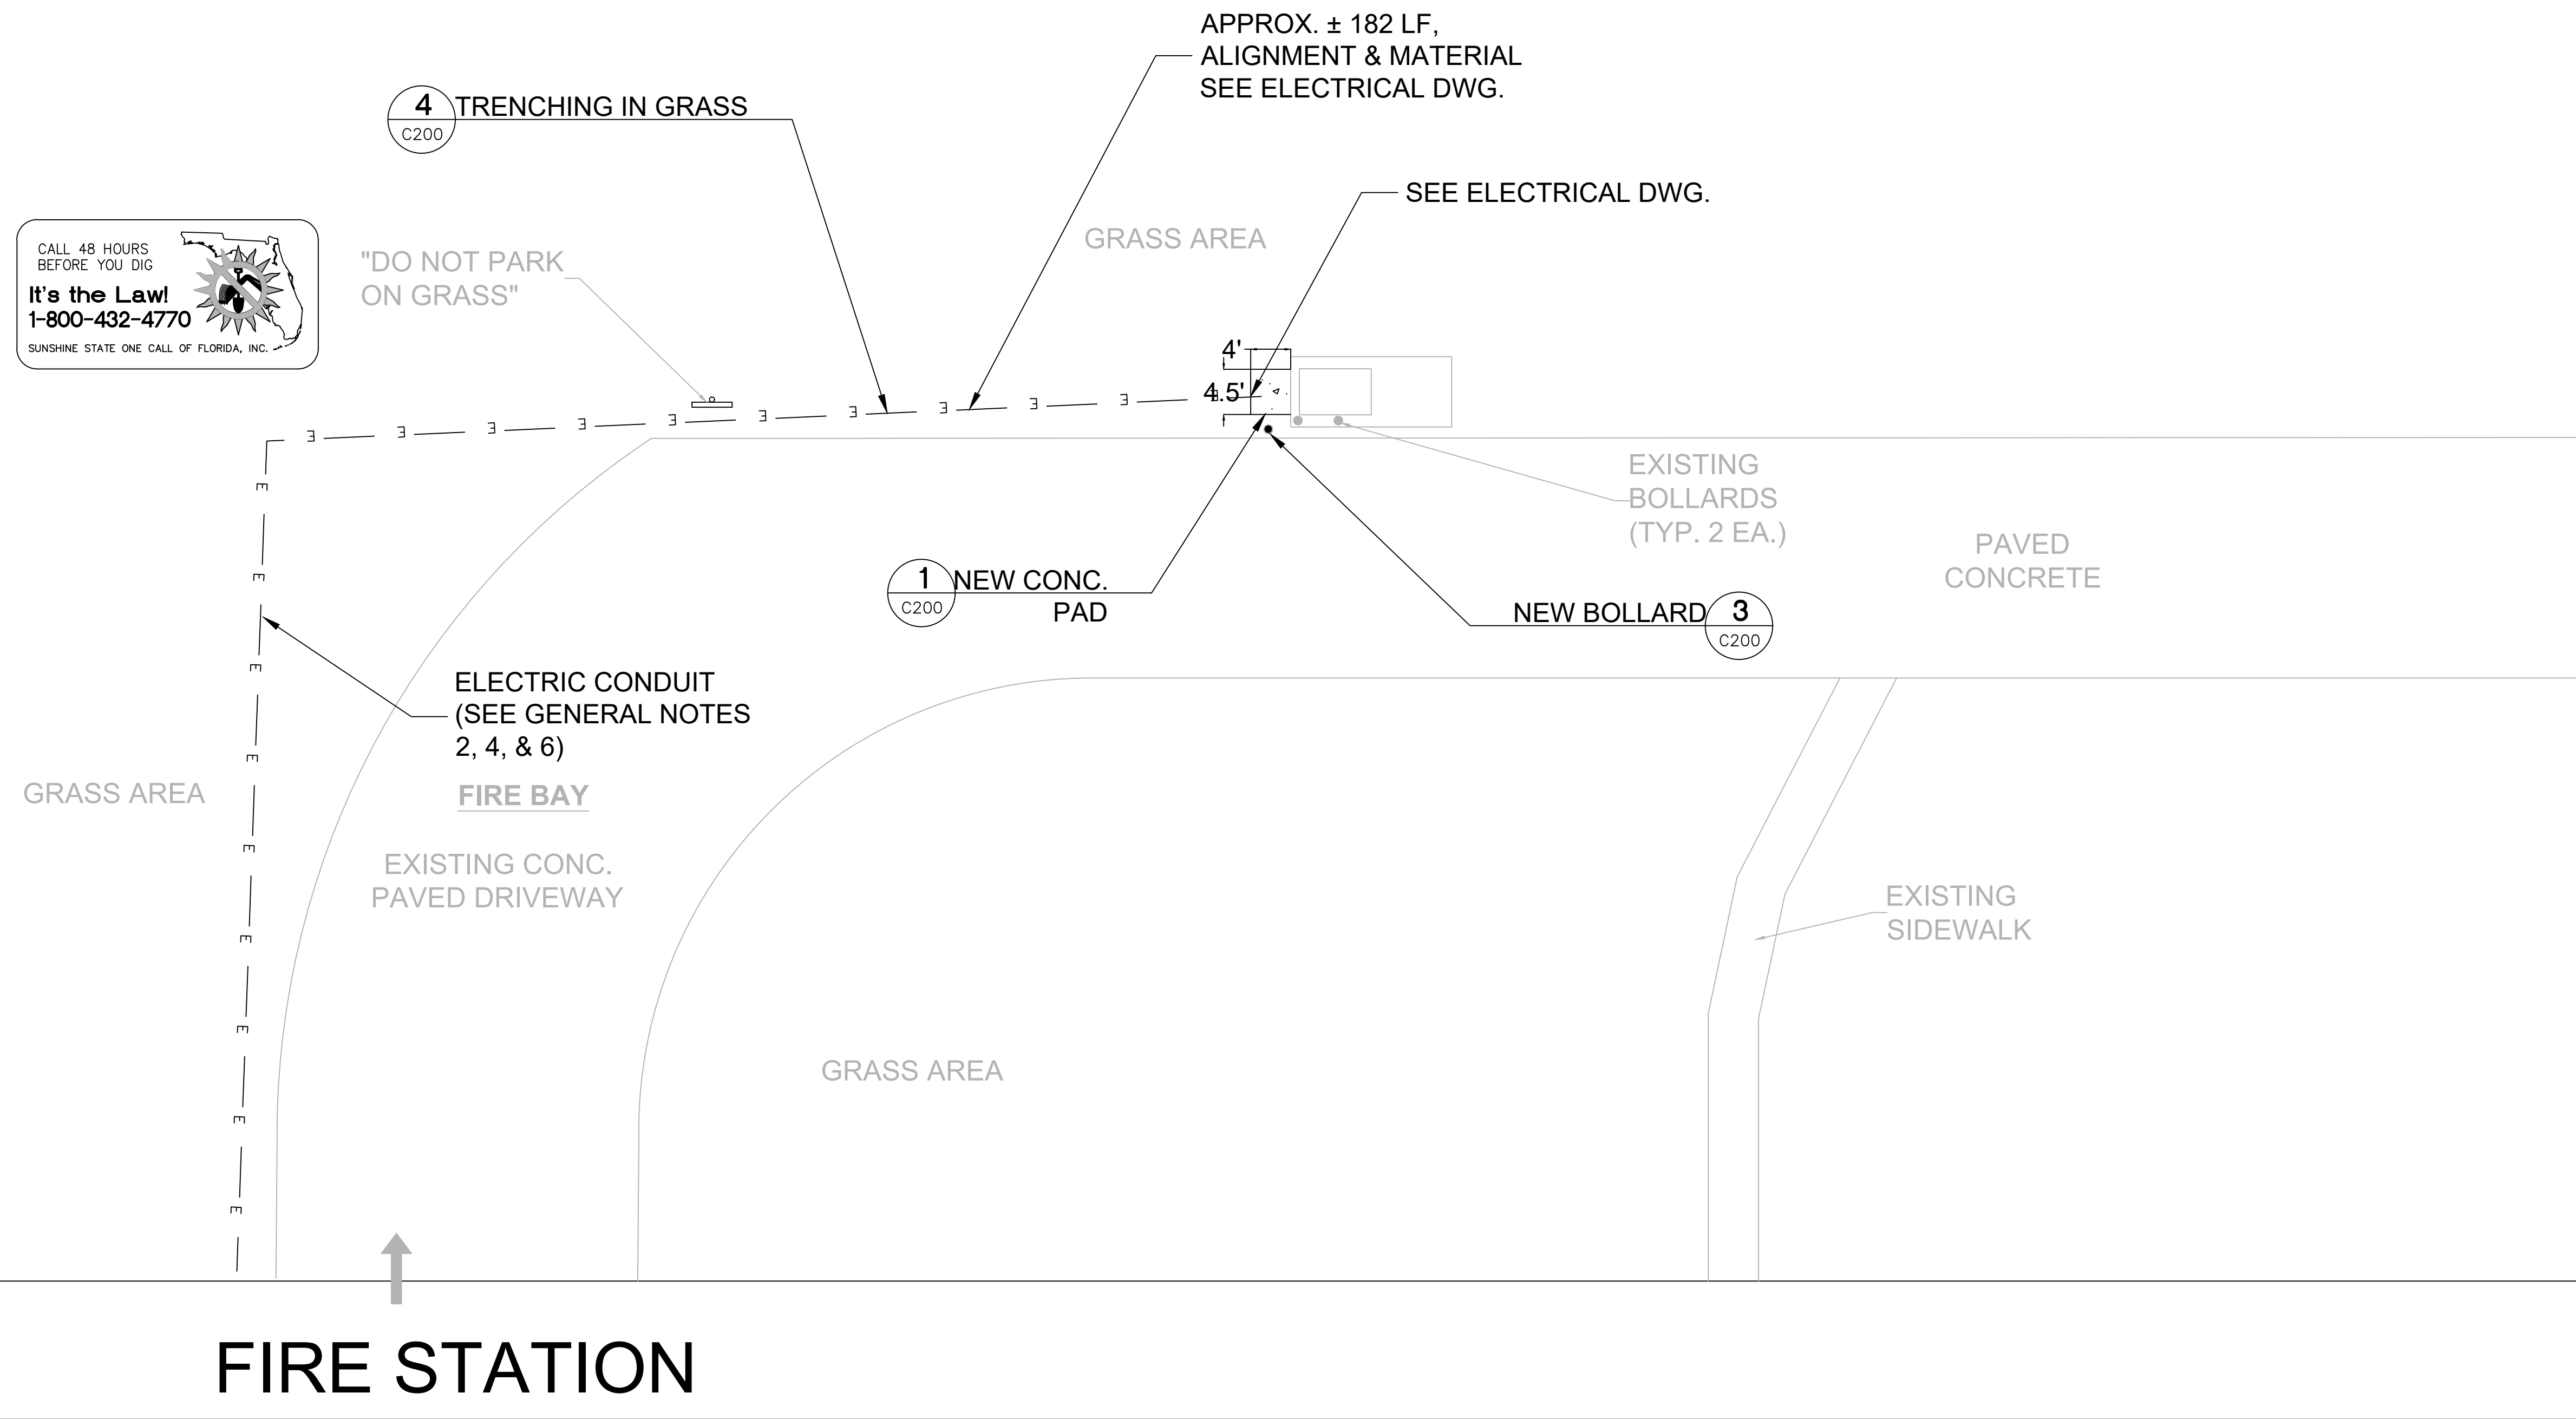 APPROX. ± 182 LF,
ALIGNMENT & MATERIAL
SEE ELECTRICAL DWG.
4
C200
TRENCHING IN GRASS
SEE ELECTRICAL DWG.
CALL 48 HOURS
BEFORE YOU DIG
It's the Law!
1-800-432-4770
SUNSHINE STATE ONE CALL OF FLORIDA, INC.
"DO NOT PARK
ON GRASS"
GRASS AREA
4'
4.5'
E E E E E E E E E E E
EXISTING
BOLLARDS
(TYP. 2 EA.)
PAVED
CONCRETE
1
C200
NEW CONC.
PAD
NEW BOLLARD
3
C200
E
E
E
E
E
E
E
E
E
ELECTRIC CONDUIT
(SEE GENERAL NOTES
2, 4, & 6)
GRASS AREA
FIRE BAY
EXISTING CONC.
PAVED DRIVEWAY
EXISTING
SIDEWALK
GRASS AREA
FIRE STATION